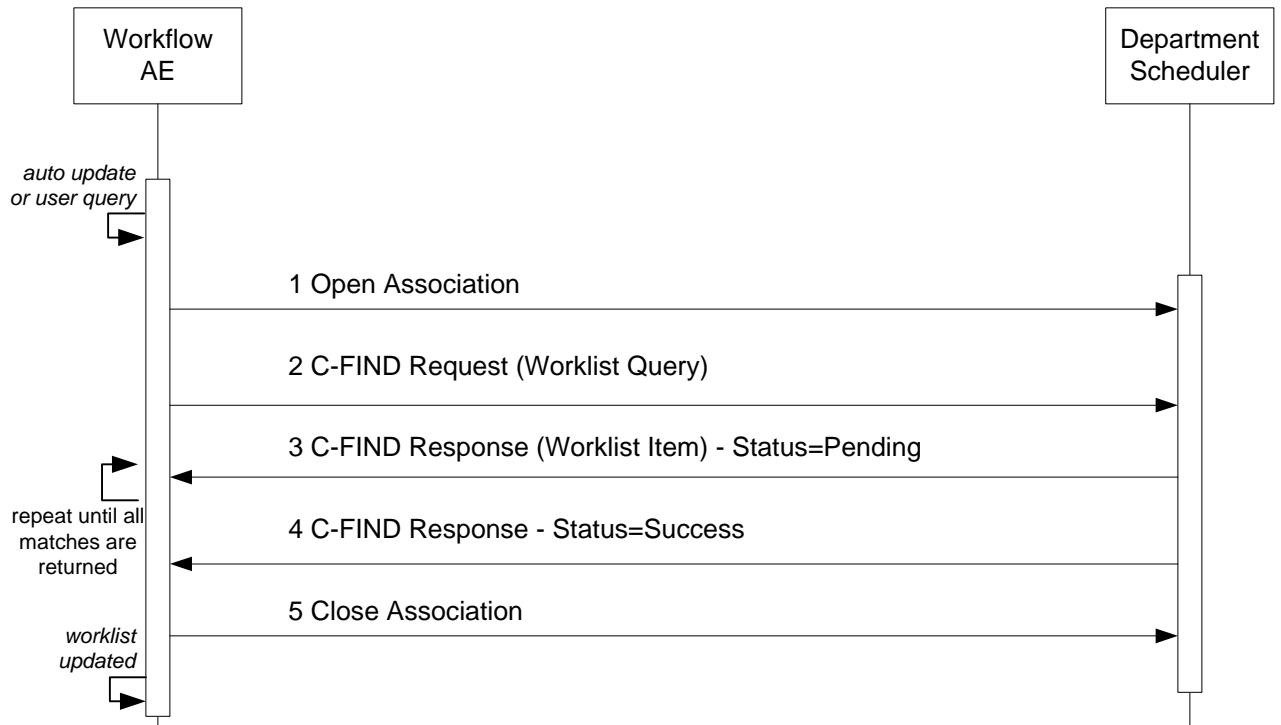 Workflow
AE
Department
Scheduler
auto update
or user query
1 Open Association
2 C-FIND Request (Worklist Query)
3 C-FIND Response (Worklist Item) - Status=Pending
repeat until all
matches are
returned
4 C-FIND Response - Status=Success
5 Close Association
worklist
updated